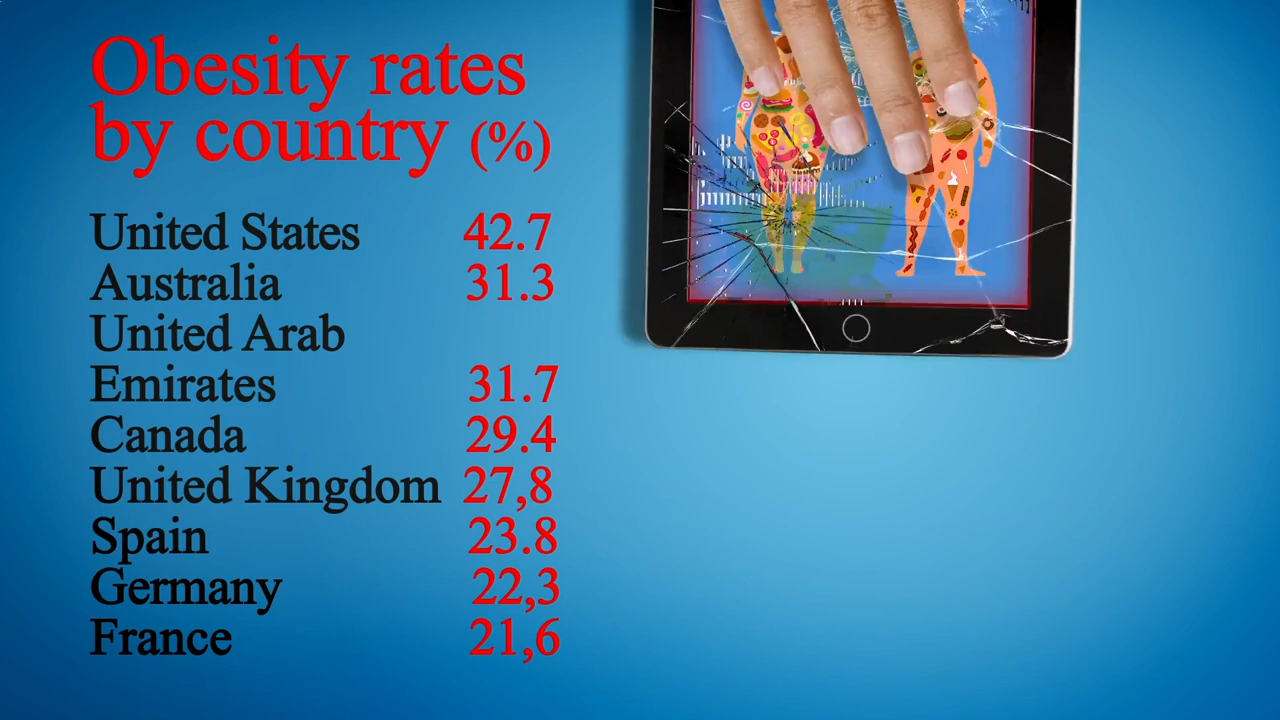 Obesity rates
by country (%)
United States 42.7
Australia 31.3
United Arab
Emirates 31.7
Canada 29.4
United Kingdom 27,8
Spain 23.8
Germany 22,3
France 21,6